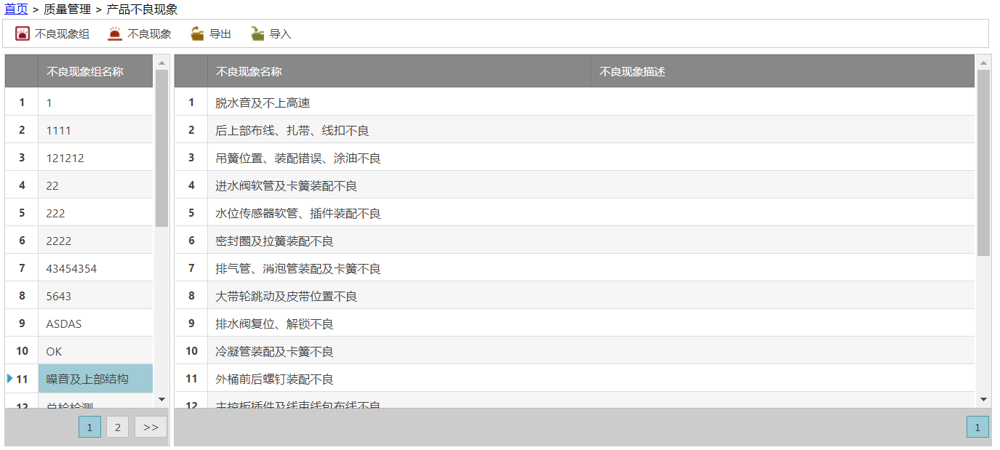 首页 > 质量管理 > 产品不良现象
不良现象组 不良现象 导出 导入
不良现象组名称
1 1
2 1111
3 121212
4 22
5 222
6 2222
7 43454354
8 5643
9 ASDAS
10 OK
11 噪音及上部结构
12 总检检测
1 2 >>
不良现象名称 不良现象描述
1 脱水音及不上高速
2 后上部布线、扎带、线扣不良
3 吊簧位置、装配错误、涂油不良
4 进水阀软管及卡簧装配不良
5 水位传感器软管、插件装配不良
6 密封圈及拉簧装配不良
7 排气管、消泡管装配及卡簧不良
8 大带轮跳动及皮带位置不良
9 排水阀复位、解锁不良
10 冷凝管装配及卡簧不良
11 外桶前后螺钉装配不良
12 主控板插件及线束线包布线不良
1